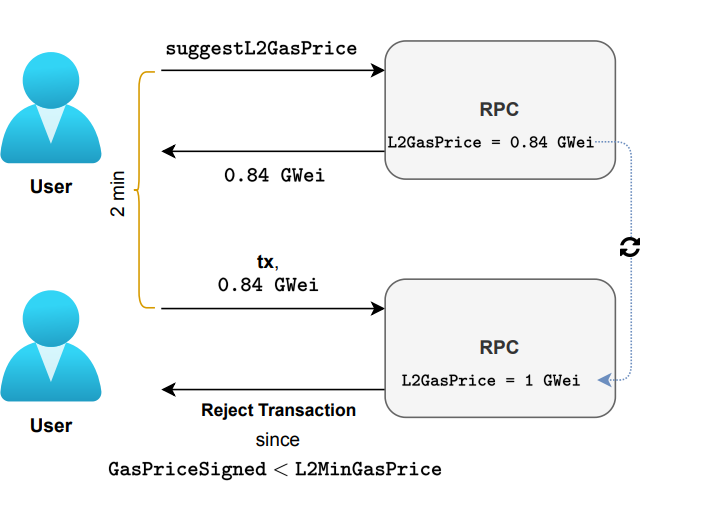 suggestL2GasPrice
RPC
L2GasPrice = 0.84 GWei
0.84 GWei
User
2 min
tx,
0.84 GWei
RPC
L2GasPrice = 1 GWei
Reject Transaction
User
since
GasPriceSigned < L2MinGasPrice